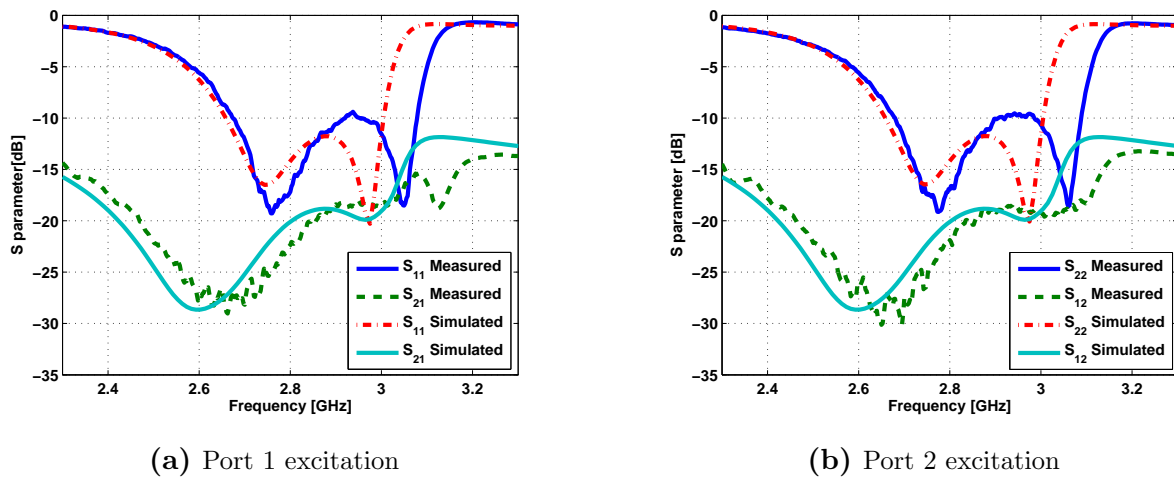 0
−5
−10
−15
−20
−25
−30
−35
2.4
2.6
2.8
3
3.2
S parameter[dB]
Frequency [GHz]
S11 Measured
S21 Measured
S11 Simulated
S21 Simulated
(a) Port 1 excitation
0
−5
−10
−15
−20
−25
−30
−35
2.4
2.6
2.8
3
3.2
S parameter [dB]
Frequency [GHz]
S22 Measured
S12 Measured
S22 Simulated
S12 Simulated
(b) Port 2 excitation